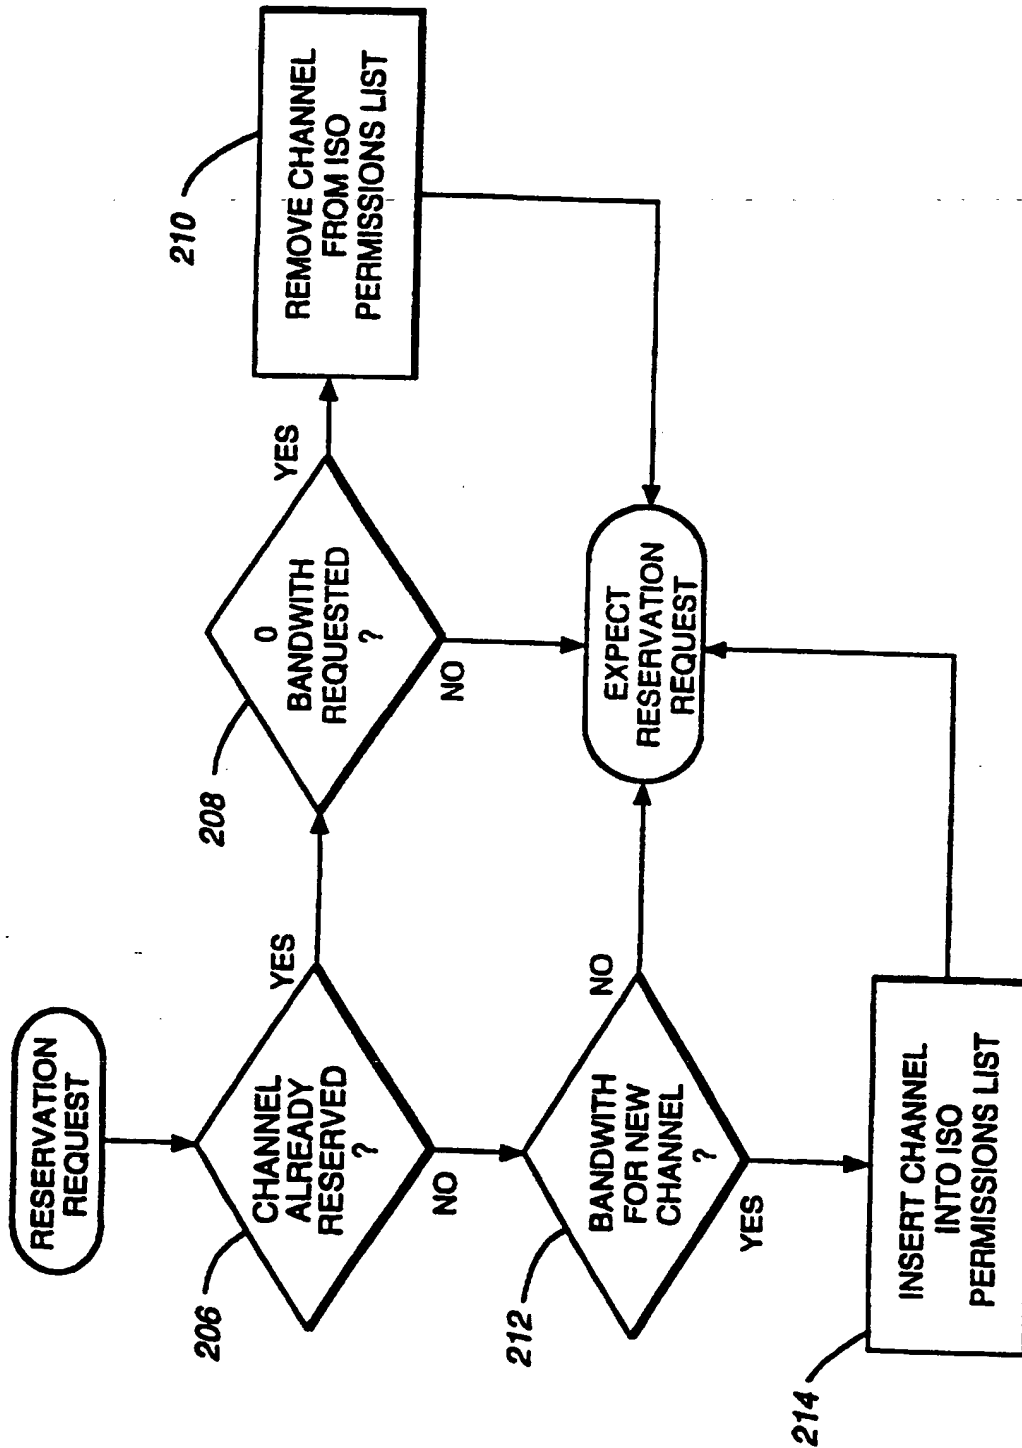 RESERVATION
REQUEST
206
CHANNEL
ALREADY
RESERVED
?
YES
NO
208
0
BANDWITH
REQUESTED
?
YES
NO
210
REMOVE CHANNEL
FROM ISO
PERMISSIONS LIST
212
BANDWITH
FOR NEW
CHANNEL
?
NO
YES
EXPECT
RESERVATION
REQUEST
214
INSERT CHANNEL
INTO ISO
PERMISSIONS LIST